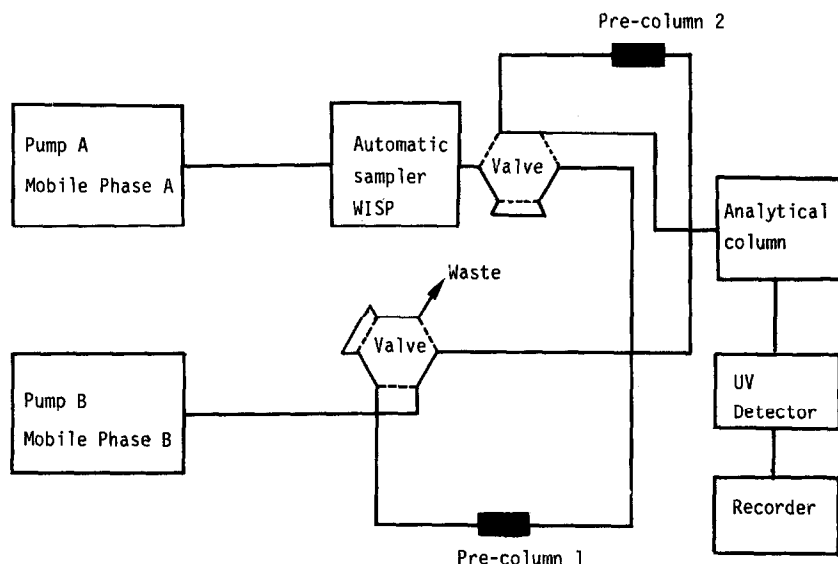 Pre-column 2
Pump A
Mobile Phase A
Automatic
sampler
WISP
Valve
Analytical
column
Waste
Valve
Pump B
Mobile Phase B
UV
Detector
Recorder
Pre-column 1